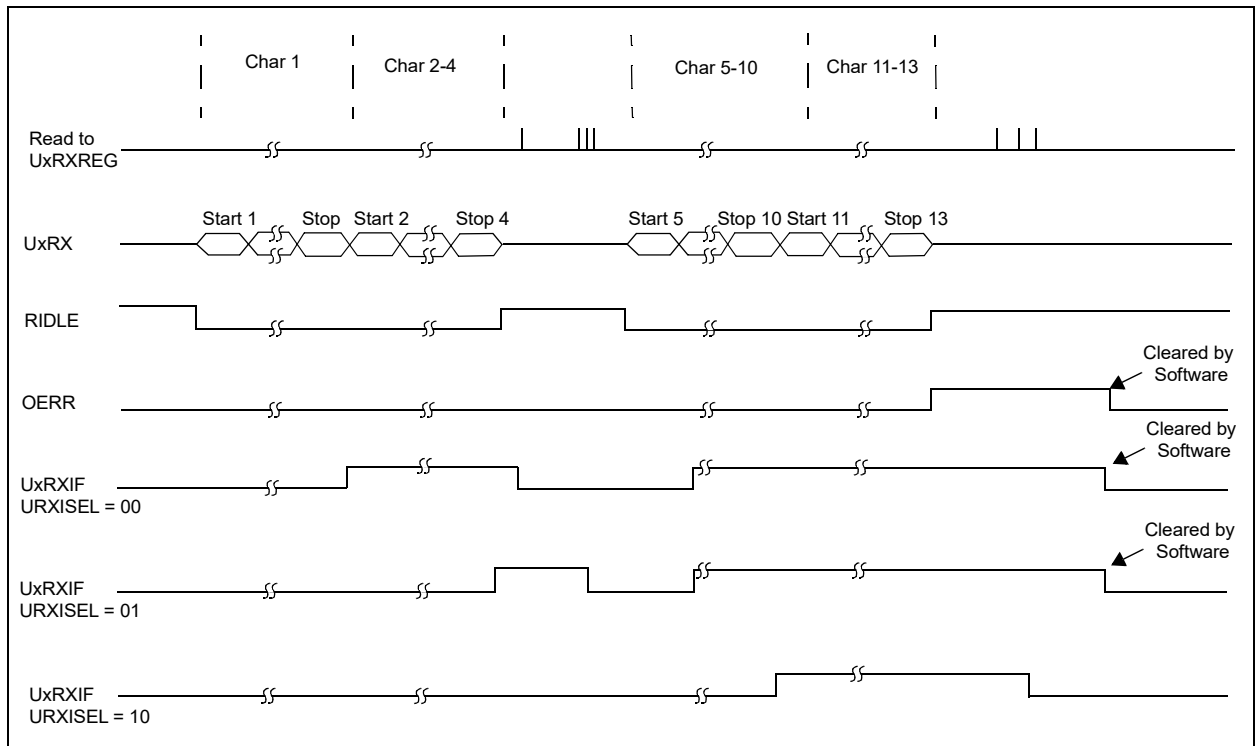 Char 1
Char 2-4
Char 5-10
Char 11-13
Read to
UxRXREG
Start 1
Stop
Start 2
Stop 4
Start 5
Stop 10
Start 11
Stop 13
UxRX
RIDLE
Cleared by
Software
OERR
Cleared by
Software
UxRXIF
URXISEL = 00
Cleared by
Software
UxRXIF
URXISEL = 01
UxRXIF
URXISEL = 10